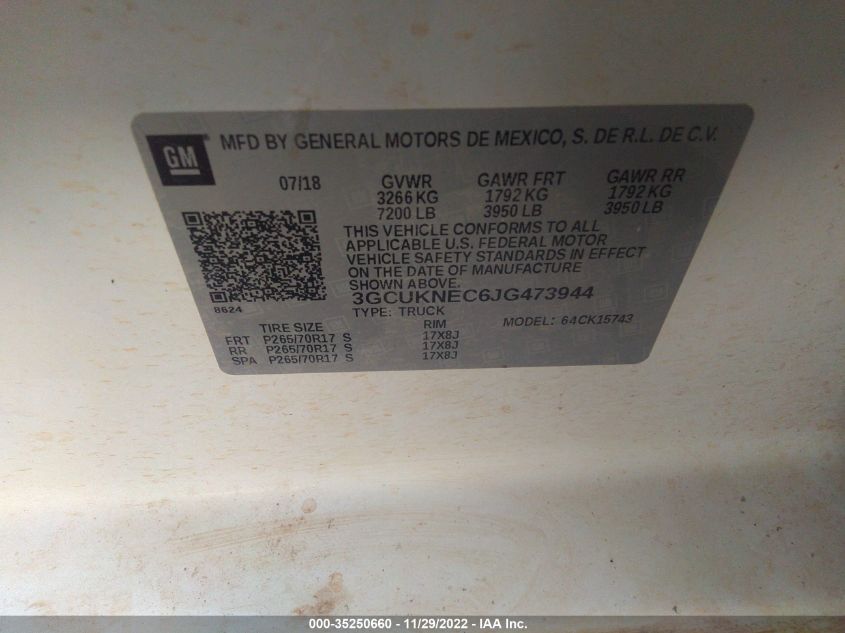 GM
MFD BY GENERAL MOTORS DE MEXICO, S. DE R.L. DE C.V.
07/18 GVWR GAWR FRT GAWR RR
3266 KG 1792 KG 1792 KG
7200 LB 3950 LB 3950 LB
THIS VEHICLE CONFORMS TO ALL
APPLICABLE U.S. FEDERAL MOTOR
VEHICLE SAFETY STANDARDS IN EFFECT
ON THE DATE OF MANUFACTURE
SHOWN ABOVE.
3GCUKNEC6JG473944
8624
TYPE: TRUCK MODEL: 64CK15743
TIRE SIZE RIM
FRT P265/70R17 S 17X8J
RR P265/70R17 S 17X8J
SPA P265/70R17 S 17X8J
000-35250660 - 11/29/2022 - IAA Inc.